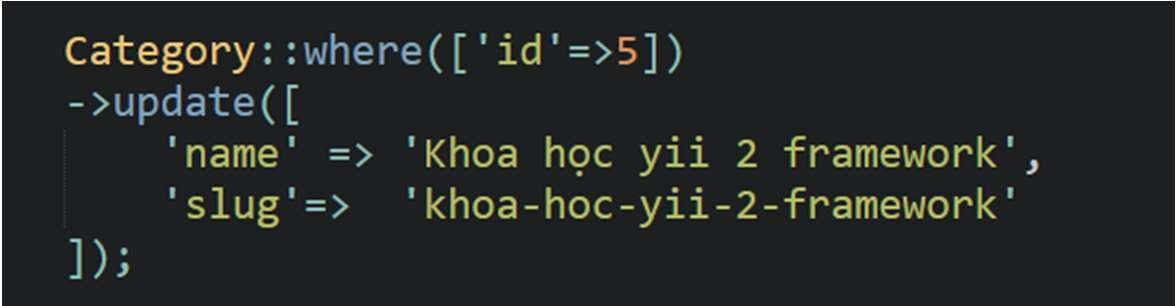 Category::where(['id'=>5])
->update([
'name' => 'Khoa học yii 2 framework',
'slug'=>  'khoa-hoc-yii-2-framework'
]);